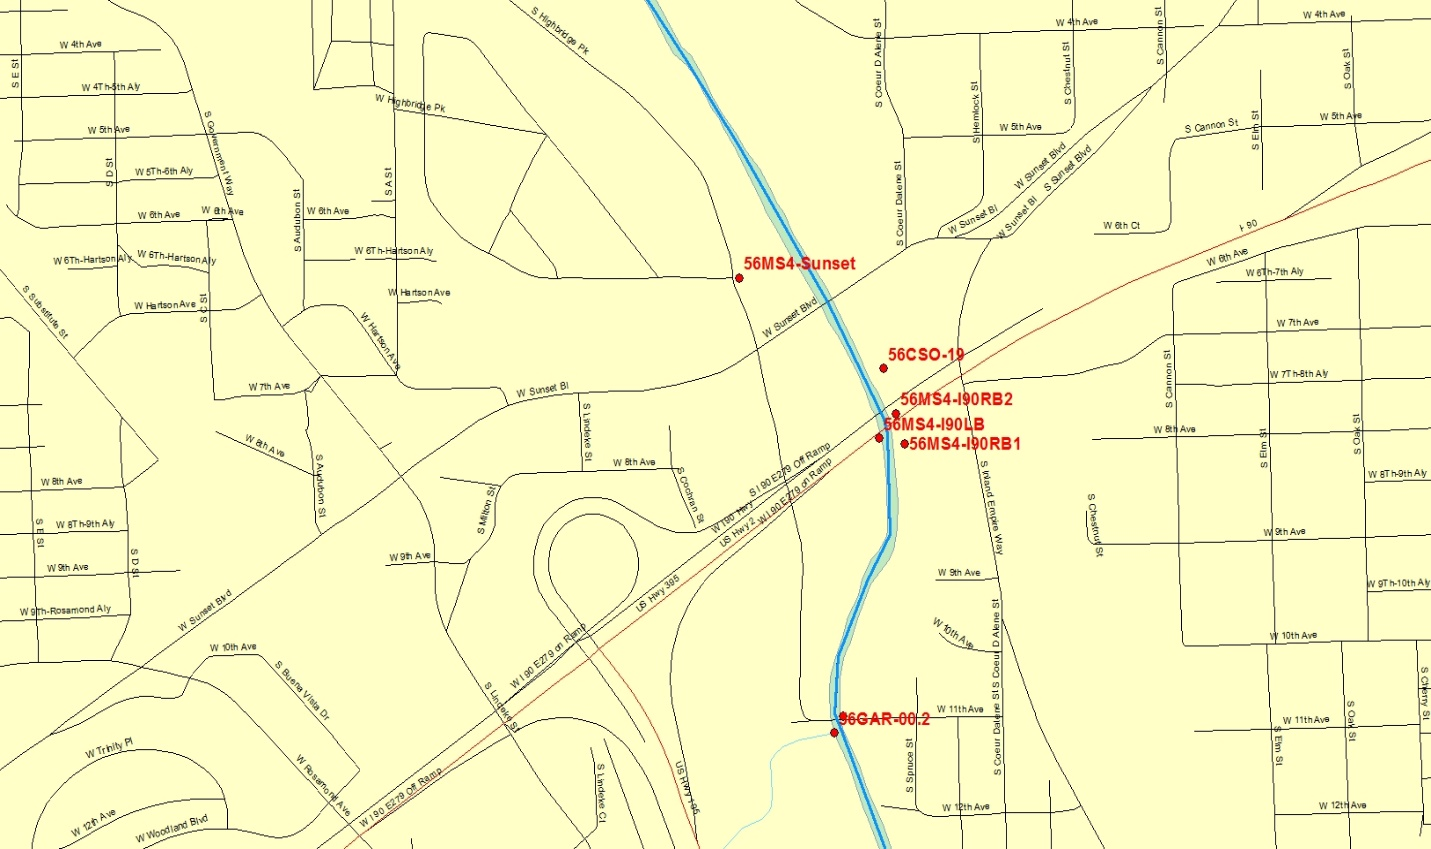 S Highbridge Pk
W 4th Ave
W 4th Ave
W 4th Ave
S E St
W 4Th-5th Aly
W Highbridge Pk
S Government Way
S Coeur D Alene St
S Chestnut St
S Cannon St
S Oak St
S Hemlock St
W 5th Ave
W 5th Ave
S Cannon St
W 5th Ave
S Elm St
S D St
W 5Th-6th Aly
S A St
W Sunset Blvd
S Sunset Blvd
S Coeur Dalene St
W 6th Ave
W 6th Ave
S Audubon St
W 6th Ave
W Sunset Bl
W Sunset Bl
W 6th Ct
I-90
W 6Th-Hartson Aly
W 6Th-Hartson Aly
W 6Th-Hartson Aly
W 6th Ave
W 6Th-7th Aly
56MS4-Sunset
S Substitute St
W Hartson Ave
S C St
W Hartson Ave
W Hartson Ave
W Sunset Blvd
W 7th Ave
56CSO-19
W 7th Ave
W Sunset Bl
S Cannon St
W 7Th-8th Aly
56MS4-I90RB2
56MS4-I90LB
56MS4-I90RB1
W 8th Ave
S Lindeke St
W 8th Ave
S Elm St
S Oak St
W 8th Ave
S Cochran St
S I 90 E279 Off Ramp
W I 90 E279 on Ramp
W I 90 Hwy
US Hwy 2
S Inland Empire Way
W 8Th-9th Aly
W 8th Ave
S Audubon St
S Milton St
S Chestnut St
S E St
W 8Th-9th Aly
S D St
W 9th Ave
W 9th Ave
W 9th Ave
W 9th Ave
US Hwy 395
W 9Th-10th Aly
W 9Th-Rosamond Aly
W Sunset Blvd
W I 90 E279 on Ramp
W 10th Ave
S Coeur D Alene St
W 10th Ave
W 10th Ave
S Buena Vista Dr
S Lindeke St
S Cherry St
56GAR-00.2
W 11th Ave
S Coeur Dalene St
W 11th Ave
S Oak St
S Elm St
W Trinity Pl
W Rosamond Ave
W I 90 E279 Off Ramp
S Lindeke Ct
US Hwy 195
S Spruce St
W 12th Ave
W 12th Ave
W 12th Ave
W Woodland Blvd